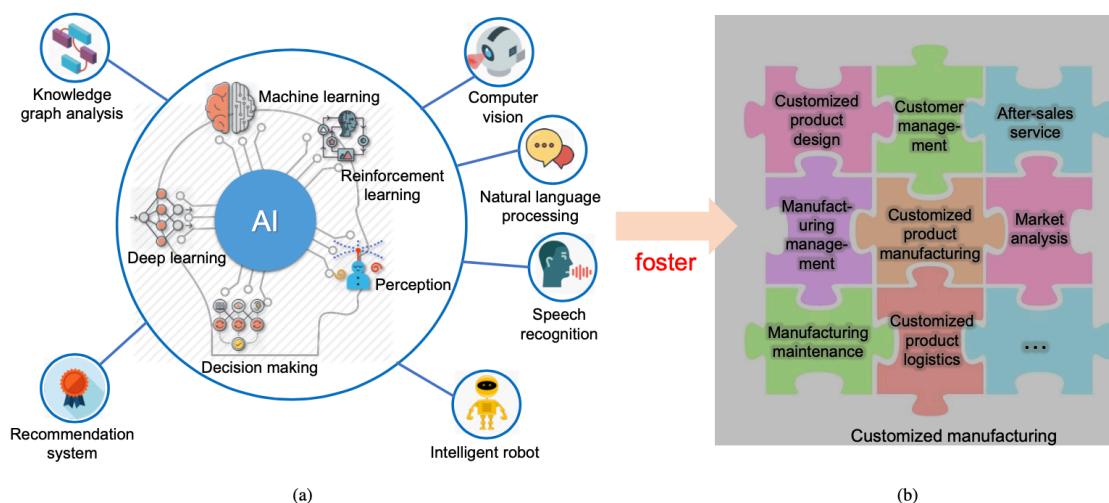 Knowledge
graph analysis
Machine learning
Reinforcement
learning
AI
Deep learning
Perception
Decision making
Recommendation
system
Computer
vision
Natural language
processing
Speech
recognition
Intelligent robot
(a)
foster
Customized
product
design
Customer
manage-
ment
After-sales
service
Manufact-
uring
manage-
ment
Customized
product
manufacturing
Market
analysis
Manufacturing
maintenance
Customized
product
logistics
...
Customized manufacturing
(b)